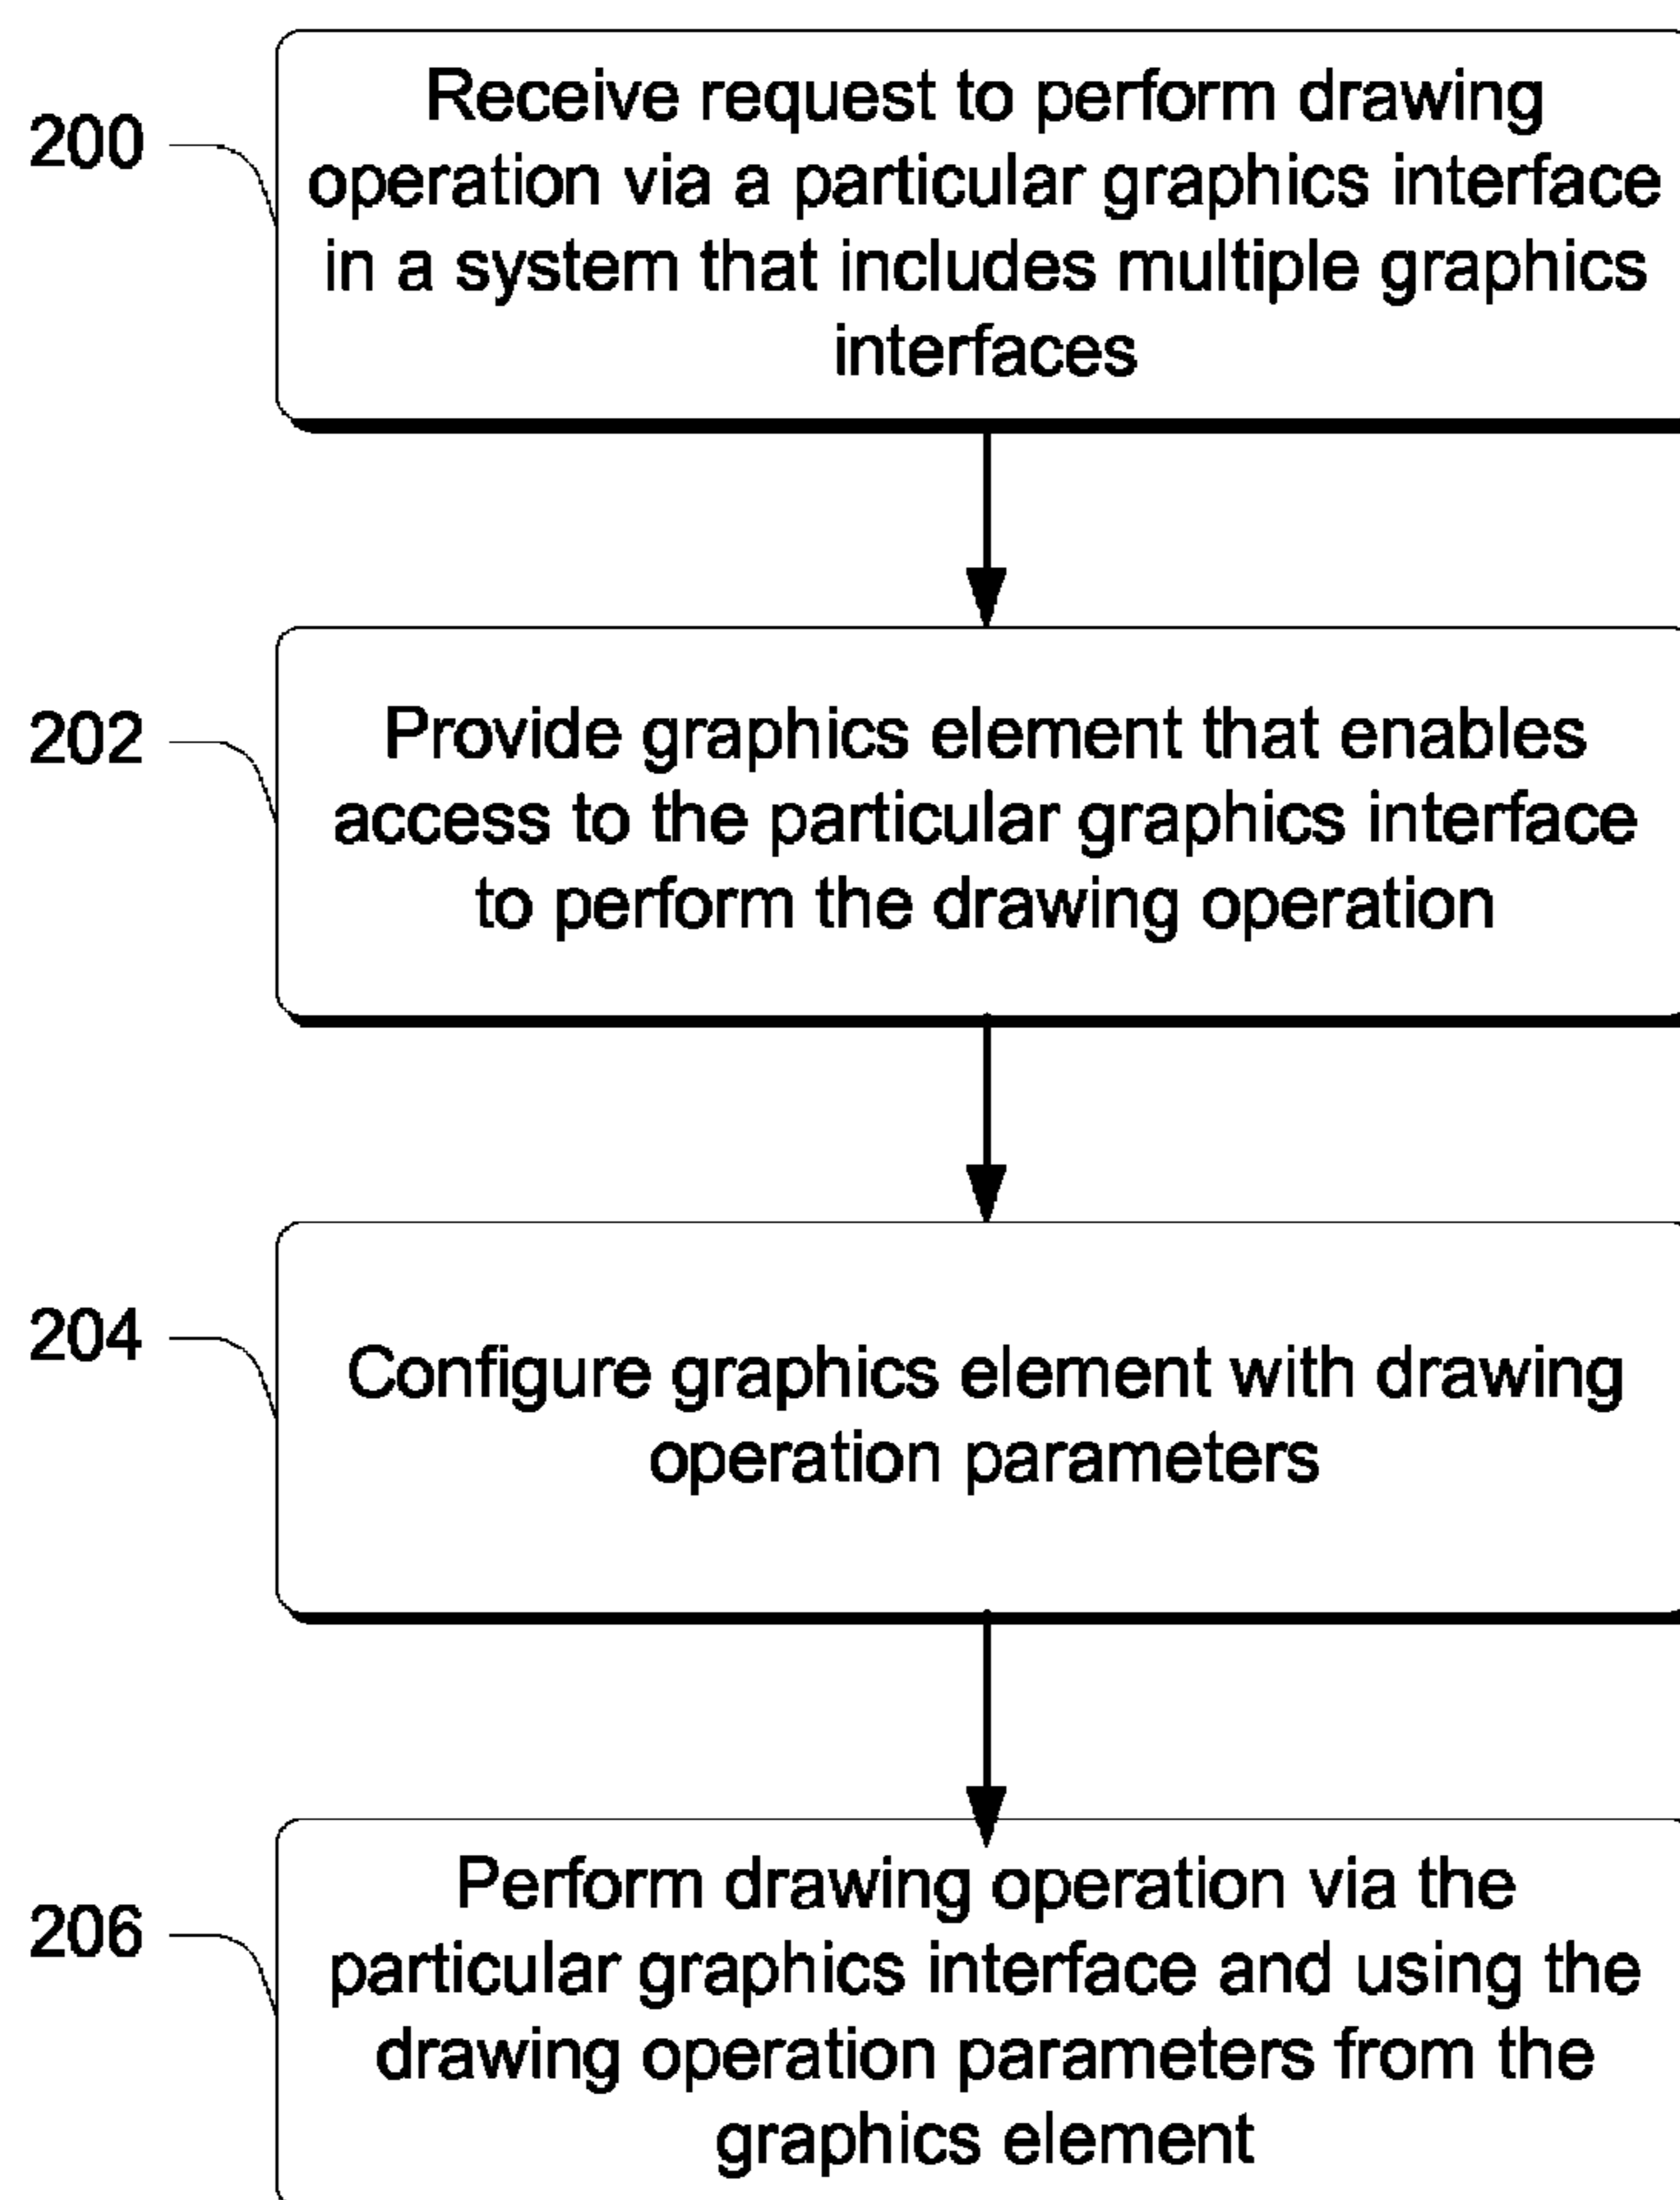 200
Receive request to perform drawing
operation via a particular graphics interface
in a system that includes multiple graphics
interfaces
202
Provide graphics element that enables
access to the particular graphics interface
to perform the drawing operation
204
Configure graphics element with drawing
operation parameters
206
Perform drawing operation via the
particular graphics interface and using the
drawing operation parameters from the
graphics element